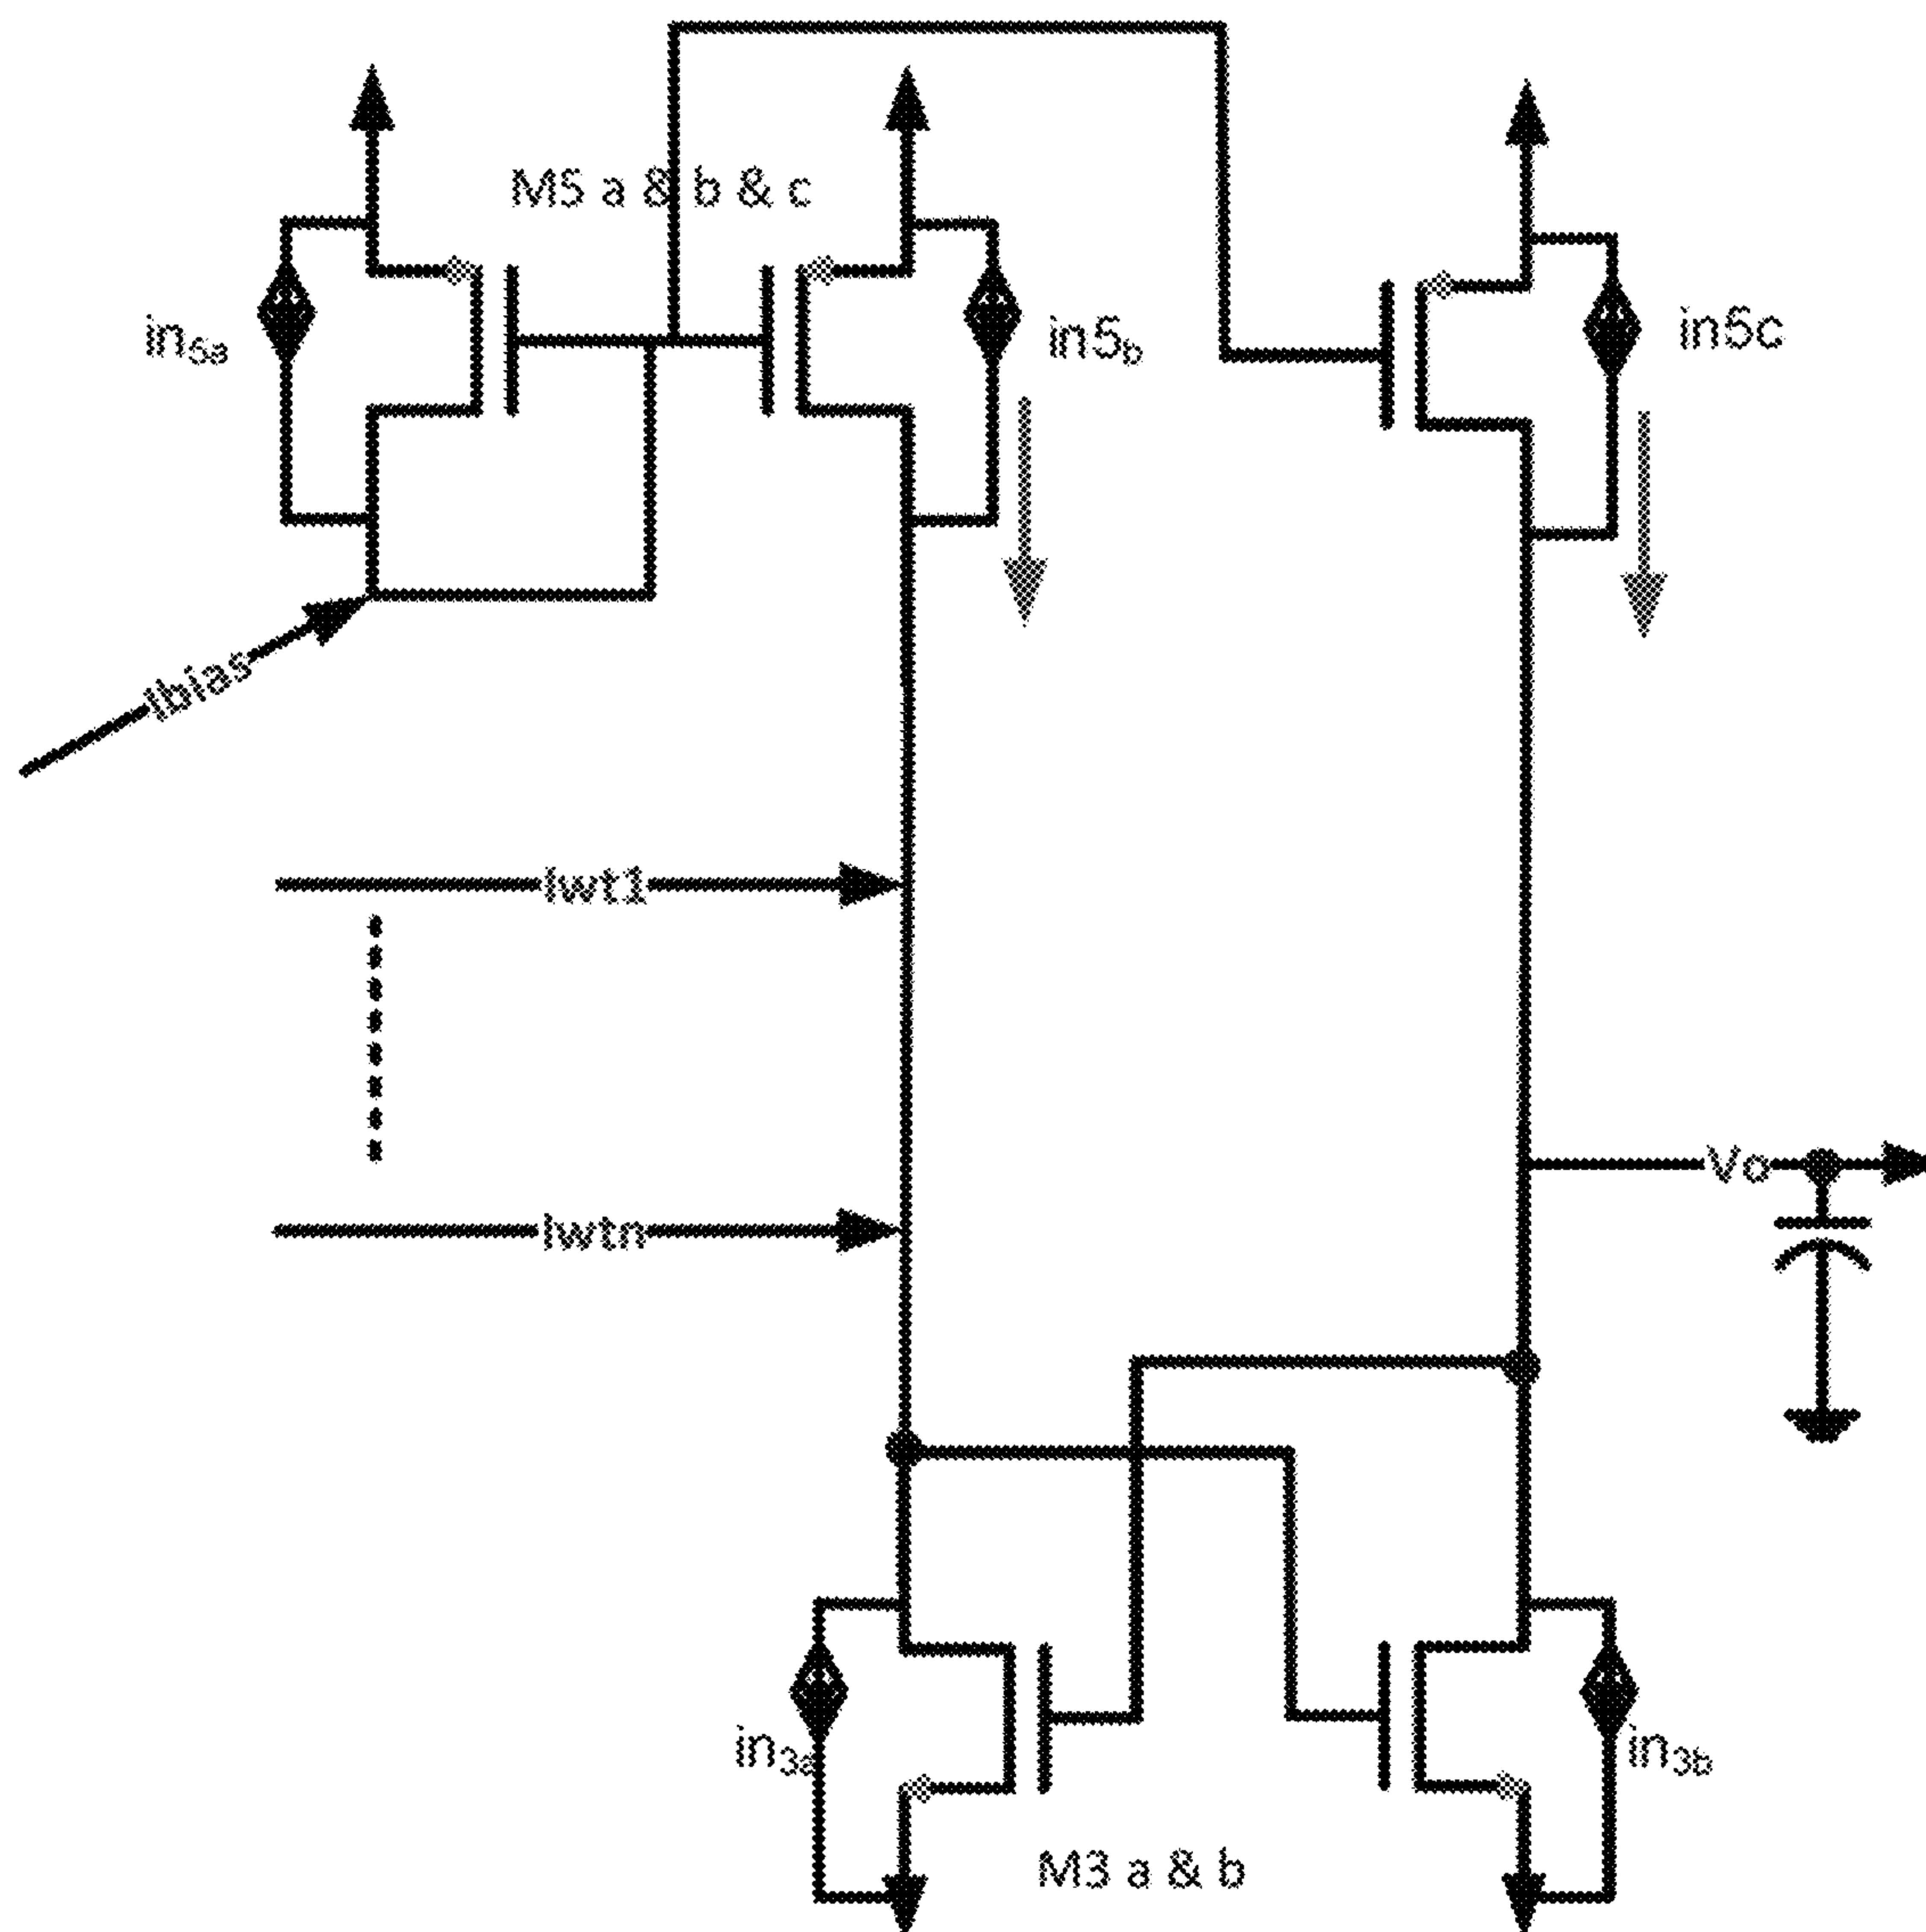 M5 a & b & c
in5a
in5b
in5c
Ibias
Iwt1
Vo
Iwtn
in3a
in3b
M3 a & b